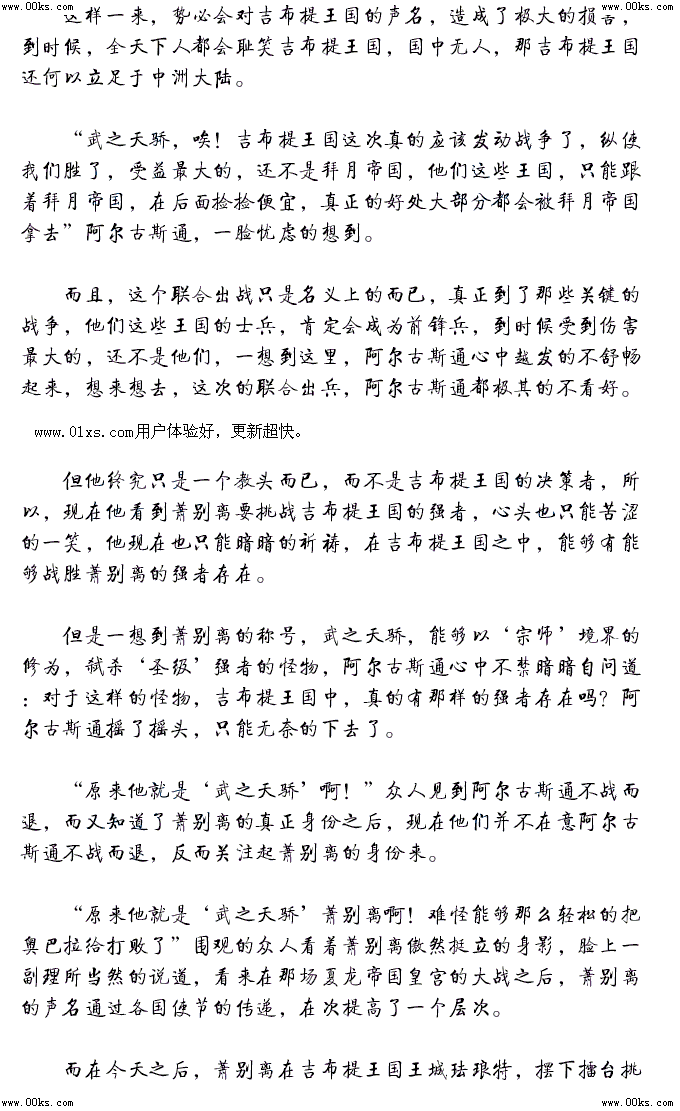 www.00ks.com www.00ks.com
这样一来，势必会对吉布提王国的声名，造成了极大的损害，
到时候，全天下人都会耻笑吉布提王国，国中无人，那吉布提王国
还何以立足于中洲大陆。
“武之天骄，唉！吉布提王国这次真的应该发动战争了，纵使
我们胜了，受益最大的，还不是拜月帝国，他们这些王国，只能跟
着拜月帝国，在后面捡捡便宜，真正的好处大部分都会被拜月帝国
拿去”阿尔古斯通，一脸忧虑的想到。
而且，这个联合出战只是名义上的而已，真正到了那些关键的
战争，他们这些王国的士兵，肯定会成为前锋兵，到时候受到伤害
最大的，还不是他们，一想到这里，阿尔古斯通心中越发的不舒畅
起来，想来想去，这次的联合出兵，阿尔古斯通都极其的不看好。
www.01xs.com用户体验好，更新超快。
但他终究只是一个教头而已，而不是吉布提王国的决策者，所
以，现在他看到萧别离要挑战吉布提王国的强者，心头也只能苦涩
的一笑，他现在也只能暗暗的祈祷，在吉布提王国之中，能够有能
够战胜萧别离的强者存在。
但是一想到萧别离的称号，武之天骄，能够以‘宗师’境界的
修为，弑杀‘圣级’强者的怪物，阿尔古斯通心中不禁暗暗自问道
：对于这样的怪物，吉布提王国中，真的有那样的强者存在吗？阿
尔古斯通摇了摇头，只能无奈的下去了。
“原来他就是‘武之天骄’啊！”众人见到阿尔古斯通不战而
退，而又知道了萧别离的真正身份之后，现在他们并不在意阿尔古
斯通不战而退，反而关注起萧别离的身份来。
“原来他就是‘武之天骄’萧别离啊！难怪能够那么轻松的把
奥巴拉给打败了”围观的众人看着萧别离傲然挺立的身影，脸上一
副理所当然的说道，看来在那场夏龙帝国皇宫的大战之后，萧别离
的声名通过各国使节的传递，在次提高了一个层次。
而在今天之后，萧别离在吉布提王国王城珐琅特，摆下擂台挑
www.00ks.com www.00ks.com